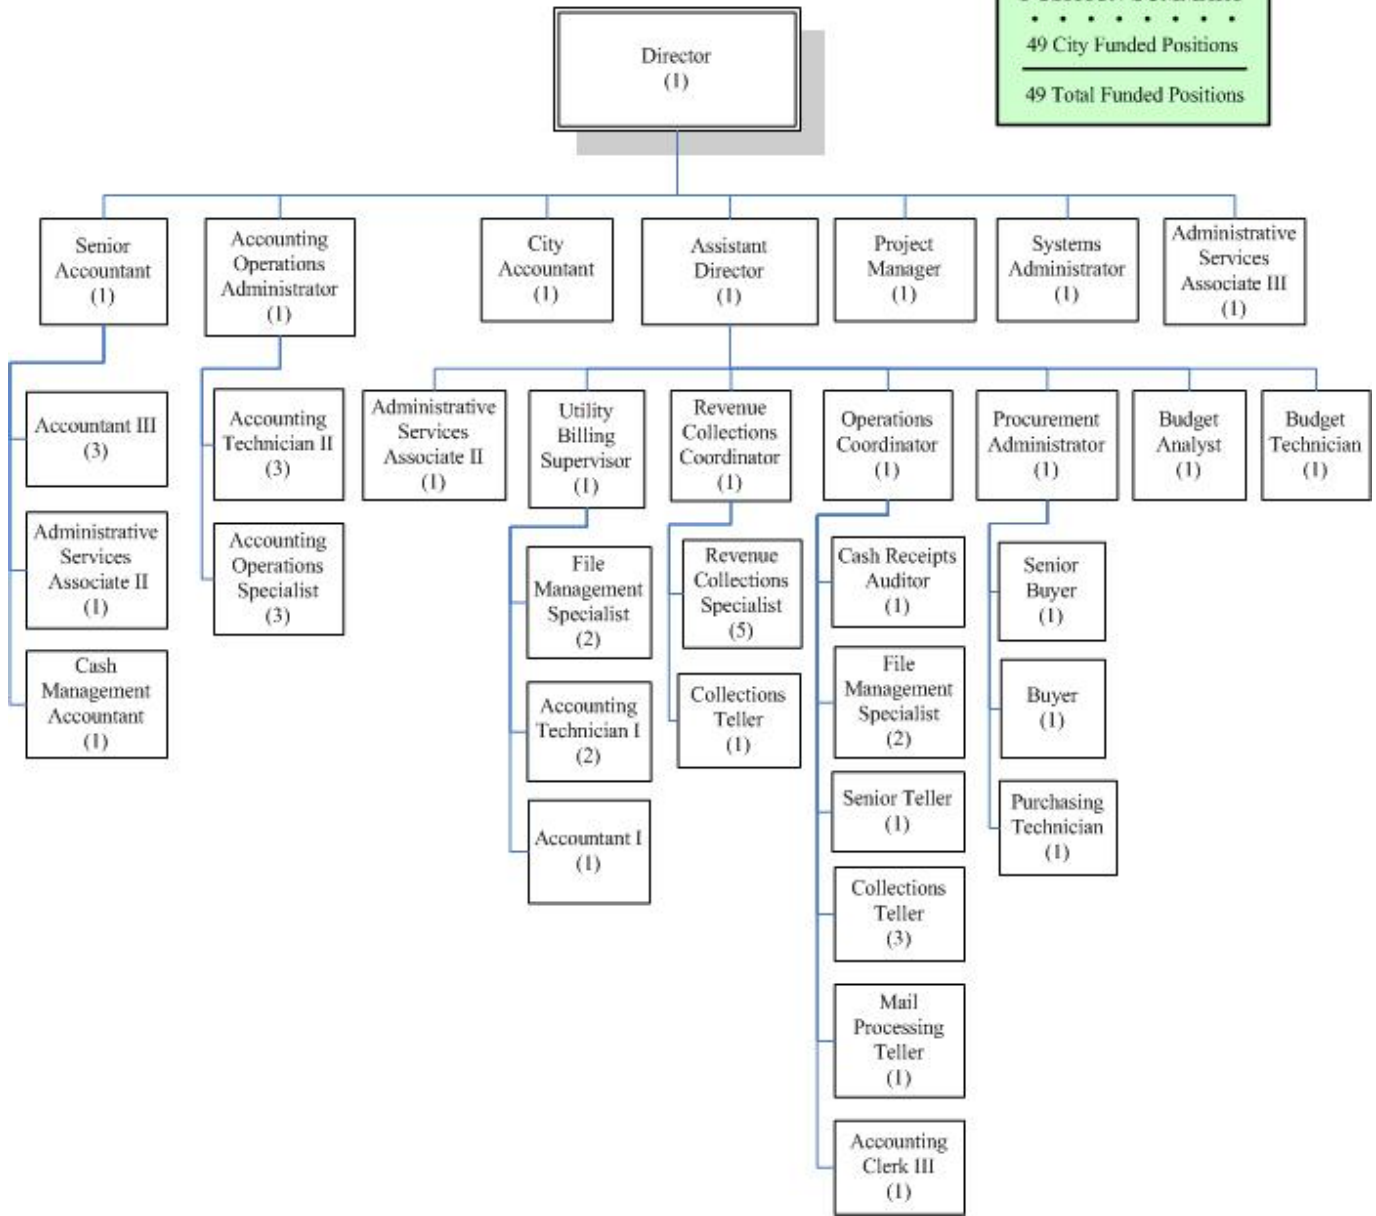 49 City Funded Positions
49 Total Funded Positions
Director
(1)
Senior
Accountant
(1)
Accounting
Operations
Administrator
(1)
City
Accountant
(1)
Assistant
Director
(1)
Project
Manager
(1)
Systems
Administrator
(1)
Administrative
Services
Associate III
(1)
Accountant III
(3)
Administrative
Services
Associate II
(1)
Cash
Management
Accountant
(1)
Accounting
Technician II
(3)
Accounting
Operations
Specialist
(3)
Administrative
Services
Associate II
(1)
Utility
Billing
Supervisor
(1)
Revenue
Collections
Coordinator
(1)
Operations
Coordinator
(1)
Procurement
Administrator
(1)
Budget
Analyst
(1)
Budget
Technician
(1)
File
Management
Specialist
(2)
Accounting
Technician I
(2)
Accountant I
(1)
Revenue
Collections
Specialist
(5)
Collections
Teller
(1)
Cash Receipts
Auditor
(1)
File
Management
Specialist
(2)
Senior Teller
(1)
Collections
Teller
(3)
Mail
Processing
Teller
(1)
Accounting
Clerk III
(1)
Senior
Buyer
(1)
Buyer
(1)
Purchasing
Technician
(1)